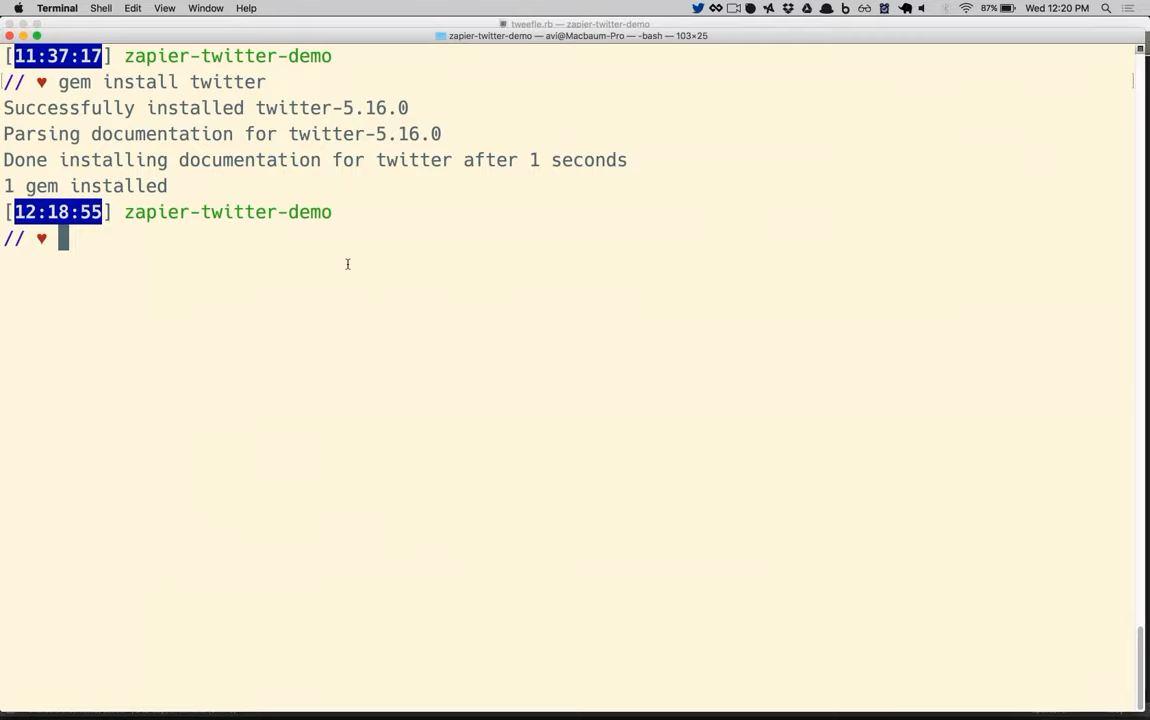 Terminal Shell Edit View Window Help 87% Wed 12:20 PM
tweefle.rb — zapier-twitter-demo
zapier-twitter-demo — avi@Macbaum-Pro — -bash — 103×25
[11:37:17] zapier-twitter-demo
// ♥ gem install twitter
Successfully installed twitter-5.16.0
Parsing documentation for twitter-5.16.0
Done installing documentation for twitter after 1 seconds
1 gem installed
[12:18:55] zapier-twitter-demo
// ♥